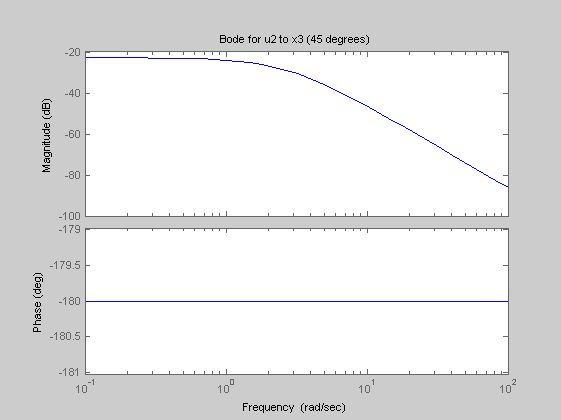 Bode for u2 to x3 (45 degrees)
-20
-40
-60
-80
-100
Magnitude (dB)
-179
-179.5
-180
-180.5
-181
Phase (deg)
10^-1 10^0 10^1 10^2
Frequency (rad/sec)